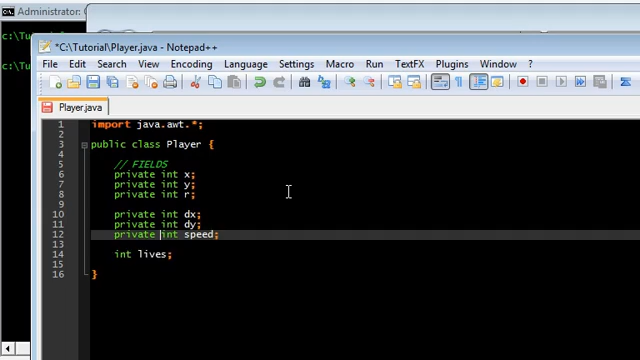 Administrator: C
c:\Tu
c:\Tu
*C:\Tutorial\Player.java - Notepad++
File Edit Search View Encoding Language Settings Macro Run TextFX Plugins Window ?
Player.java
1 import java.awt.*;
2
3 public class Player {
4
5 // FIELDS
6 private int x;
7 private int y;
8 private int r;
9
10 private int dx;
11 private int dy;
12 private int speed;
13
14 int lives;
15
16 }